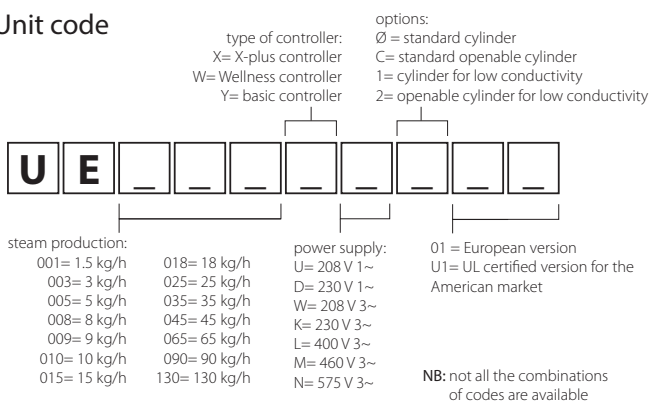 Unit code
type of controller:
X= X-plus controller
W= Wellness controller
Y= basic controller
options:
Ø = standard cylinder
C= standard openable cylinder
1= cylinder for low conductivity
2= openable cylinder for low conductivity
U E _ _ _ _ _ _ _ _
steam production:
001= 1.5 kg/h
003= 3 kg/h
005= 5 kg/h
008= 8 kg/h
009= 9 kg/h
010= 10 kg/h
015= 15 kg/h
018= 18 kg/h
025= 25 kg/h
035= 35 kg/h
045= 45 kg/h
065= 65 kg/h
090= 90 kg/h
130= 130 kg/h
power supply:
U= 208 V 1~
D= 230 V 1~
W= 208 V 3~
K= 230 V 3~
L= 400 V 3~
M= 460 V 3~
N= 575 V 3~
01 = European version
U1= UL certified version for the
American market
NB: not all the combinations
of codes are available